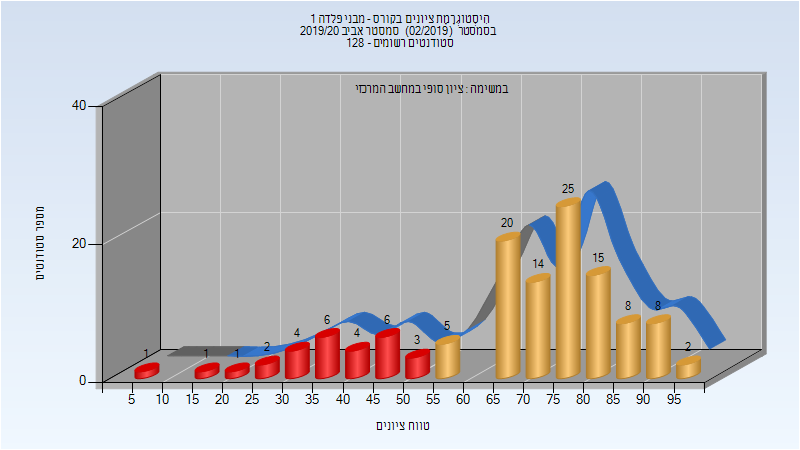 היסטוגרמת ציונים בקורס - מבני פלדה 1
בסמסטר (02/2019) סמסטר אביב 2019/20
סטודנטים רשומים - 128
במשימה : ציון סופי במחשב המרכזי
מספר סטודנטים
40
20
0
1
1
1
2
4
6
4
6
3
5
20
14
25
15
8
8
2
5 10 15 20 25 30 35 40 45 50 55 60 65 70 75 80 85 90 95
טווח ציונים